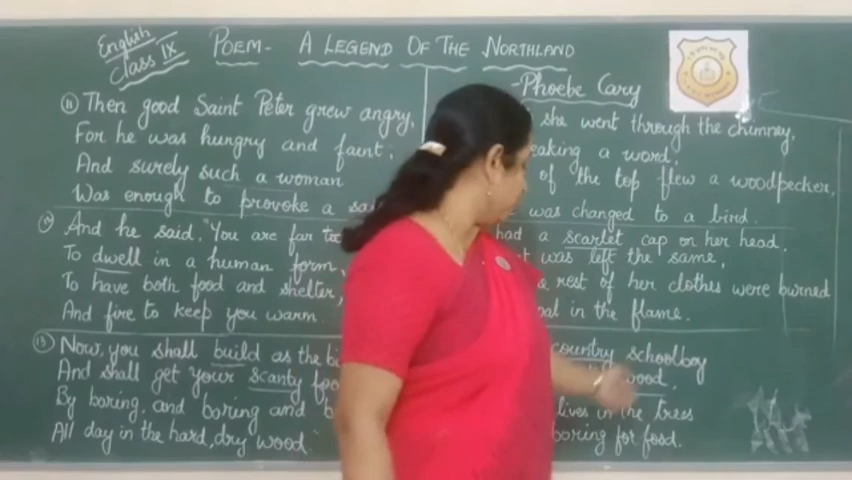 English
Class IX
POEM- A LEGEND OF THE NORTHLAND
-Phoebe Cary
11 Then good Saint Peter grew angry,
For he was hungry and faint;
And surely such a woman
Was enough to provoke a
12 And he said, "You are far
To dwell in a human form,
To have both food and shelter,
And fire to keep you warm.
13 Now, you shall build as the
And shall get your scanty
By boring, and boring and
All day in the hard, dry wood.
she went through the chimney,
a word,
of the top flew a woodpecker,
was changed to a bird.
had a scarlet cap on her head,
was left the same,
rest of her clothes were burned
in the flame.
country schoolboy
wood,
lives in the trees
boring for food.